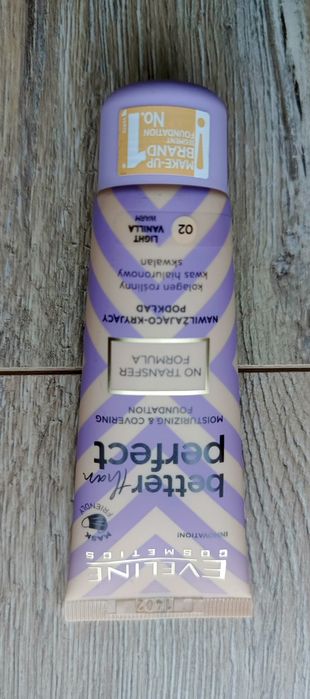 EVELINE
COSMETICS
INNOVATION!
MASK
FRIENDLY
better than
perfect
MOISTURIZING & COVERING
FOUNDATION
NO TRANSFER
FORMULA
NAWILŻAJĄCO-KRYJĄCY
PODKŁAD
kolagen roślinny
kwas hialuronowy
skwalan
02 LIGHT
VANILLA
WARM
No. 1
MAKE-UP
BRAND
FOUNDATION
SEGMENT